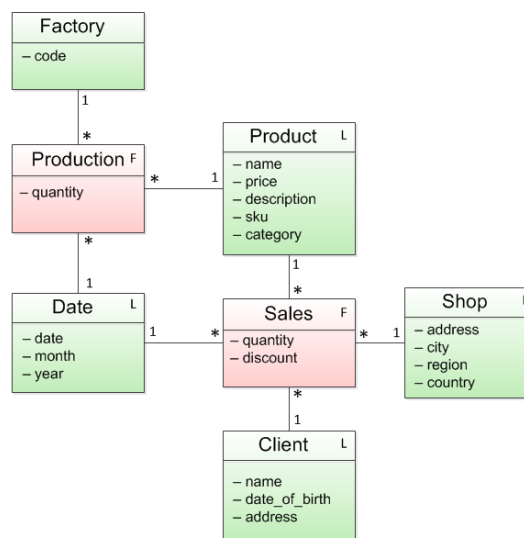 Factory
– code
1
*
Production F
– quantity
*
1
Product L
– name
– price
– description
– sku
– category
*
1
1
*
Date L
– date
– month
– year
1
*
Sales F
– quantity
– discount
*
1
Shop
– address
– city
– region
– country
*
1
Client L
– name
– date_of_birth
– address